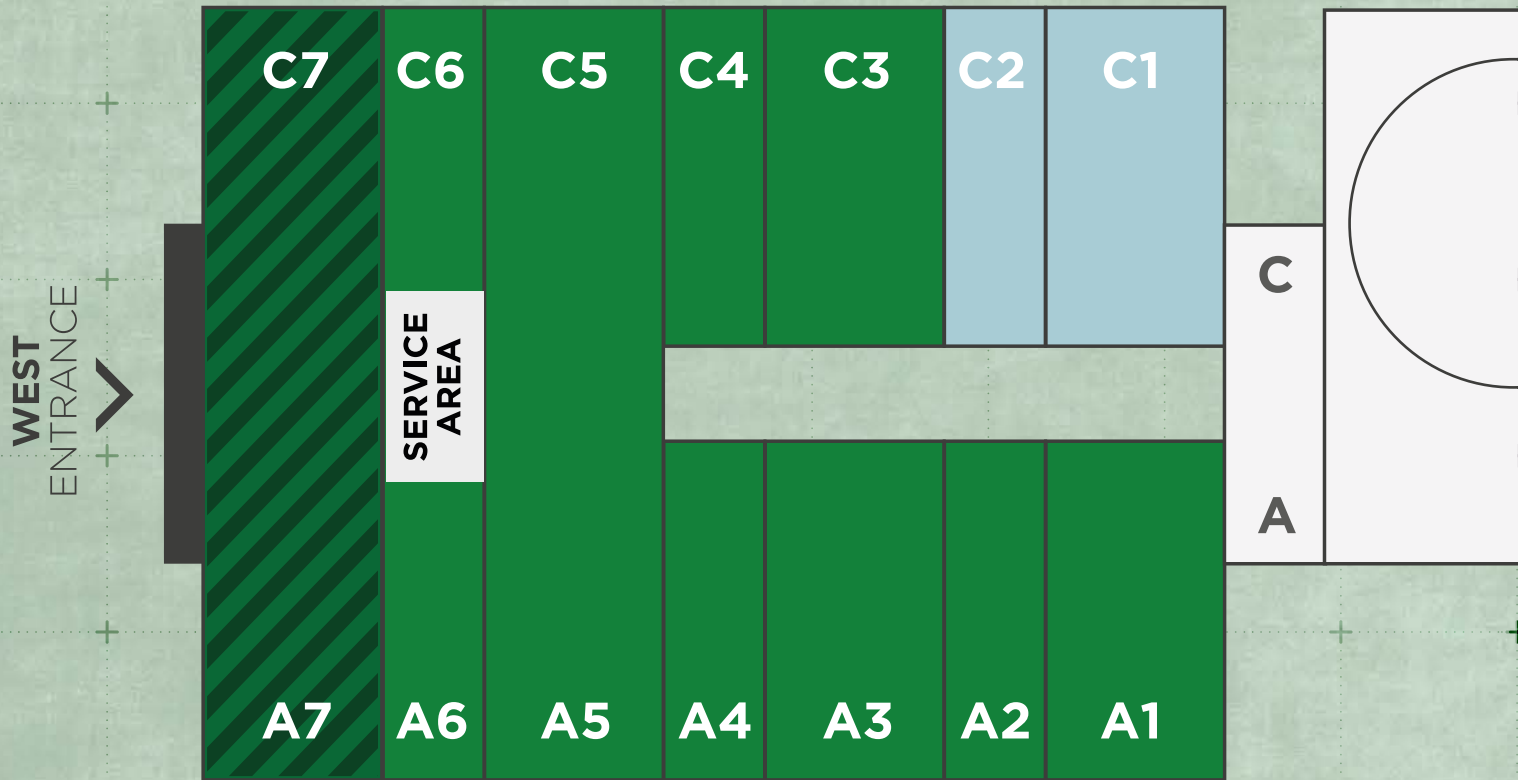 C7 C6 C5 C4 C3 C2 C1
C
WEST
ENTRANCE
SERVICE
AREA
A
A7 A6 A5 A4 A3 A2 A1